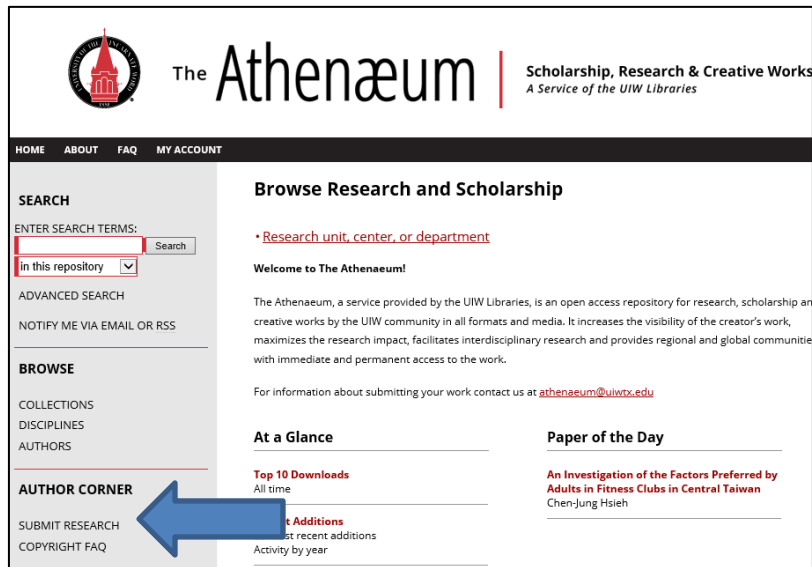 The Athenæum
Scholarship, Research & Creative Works
A Service of the UIW Libraries
HOME ABOUT FAQ MY ACCOUNT
SEARCH
ENTER SEARCH TERMS:
Search
in this repository
ADVANCED SEARCH
NOTIFY ME VIA EMAIL OR RSS
BROWSE
COLLECTIONS
DISCIPLINES
AUTHORS
AUTHOR CORNER
SUBMIT RESEARCH
COPYRIGHT FAQ
Browse Research and Scholarship
• Research unit, center, or department
Welcome to The Athenaeum!
The Athenaeum, a service provided by the UIW Libraries, is an open access repository for research, scholarship an
creative works by the UIW community in all formats and media. It increases the visibility of the creator's work,
maximizes the research impact, facilitates interdisciplinary research and provides regional and global communitie
with immediate and permanent access to the work.
For information about submitting your work contact us at athenaeum@uiwtx.edu
At a Glance
Top 10 Downloads
All time
t Additions
st recent additions
Activity by year
Paper of the Day
An Investigation of the Factors Preferred by
Adults in Fitness Clubs in Central Taiwan
Chen-Jung Hsieh